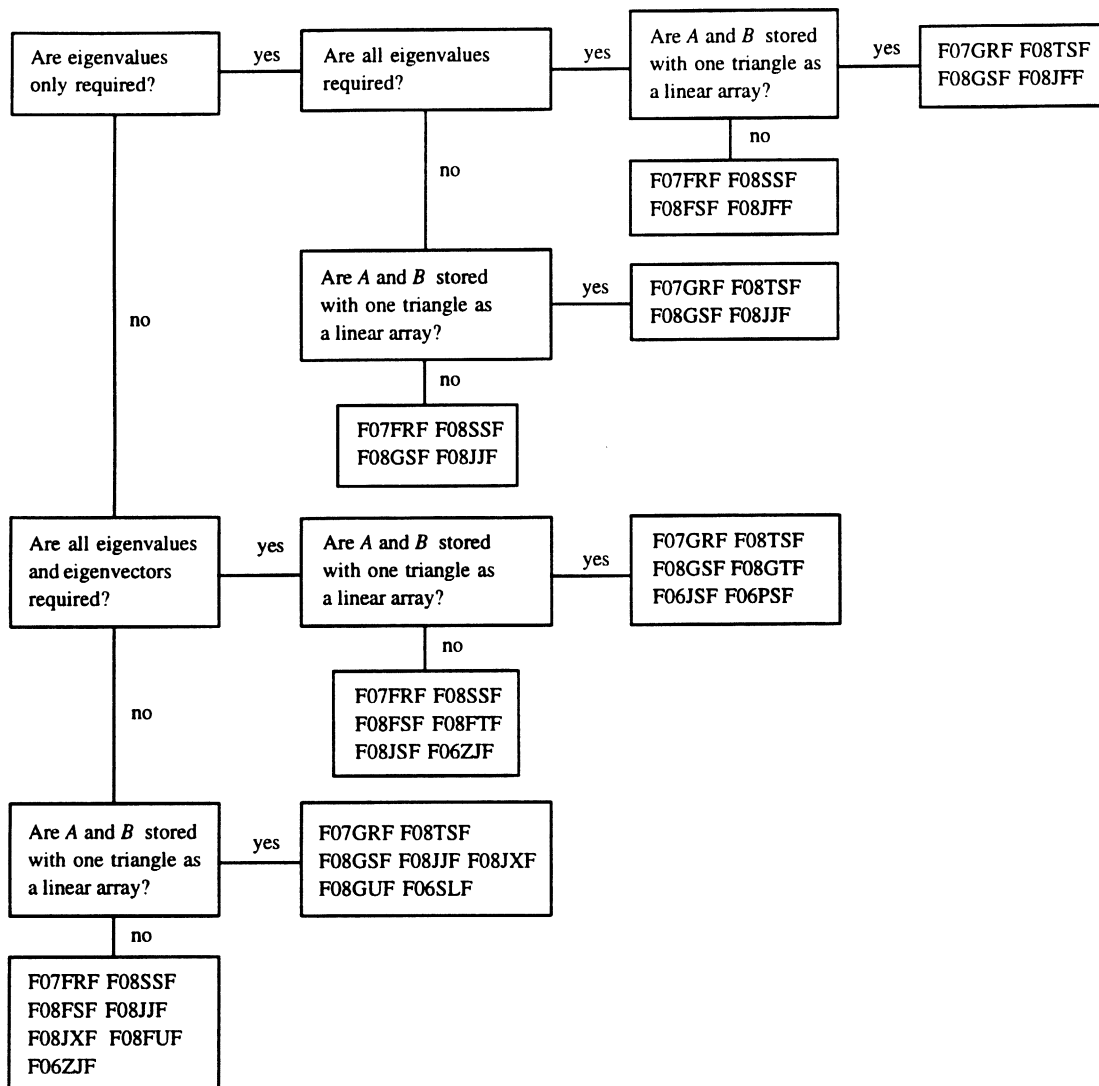 Are eigenvalues
only required?
yes
Are all eigenvalues
required?
yes
Are A and B stored
with one triangle as
a linear array?
yes
F07GRF F08TSF
F08GSF F08JFF
no
F07FRF F08SSF
F08FSF F08JFF
no
Are A and B stored
with one triangle as
a linear array?
yes
F07GRF F08TSF
F08GSF F08JJF
no
F07FRF F08SSF
F08GSF F08JJF
no
Are all eigenvalues
and eigenvectors
required?
yes
Are A and B stored
with one triangle as
a linear array?
yes
F07GRF F08TSF
F08GSF F08GTF
F06JSF F06PSF
no
F07FRF F08SSF
F08FSF F08FTF
F08JSF F06ZJF
no
Are A and B stored
with one triangle as
a linear array?
yes
F07GRF F08TSF
F08GSF F08JJF F08JXF
F08GUF F06SLF
no
F07FRF F08SSF
F08FSF F08JJF
F08JXF F08FUF
F06ZJF